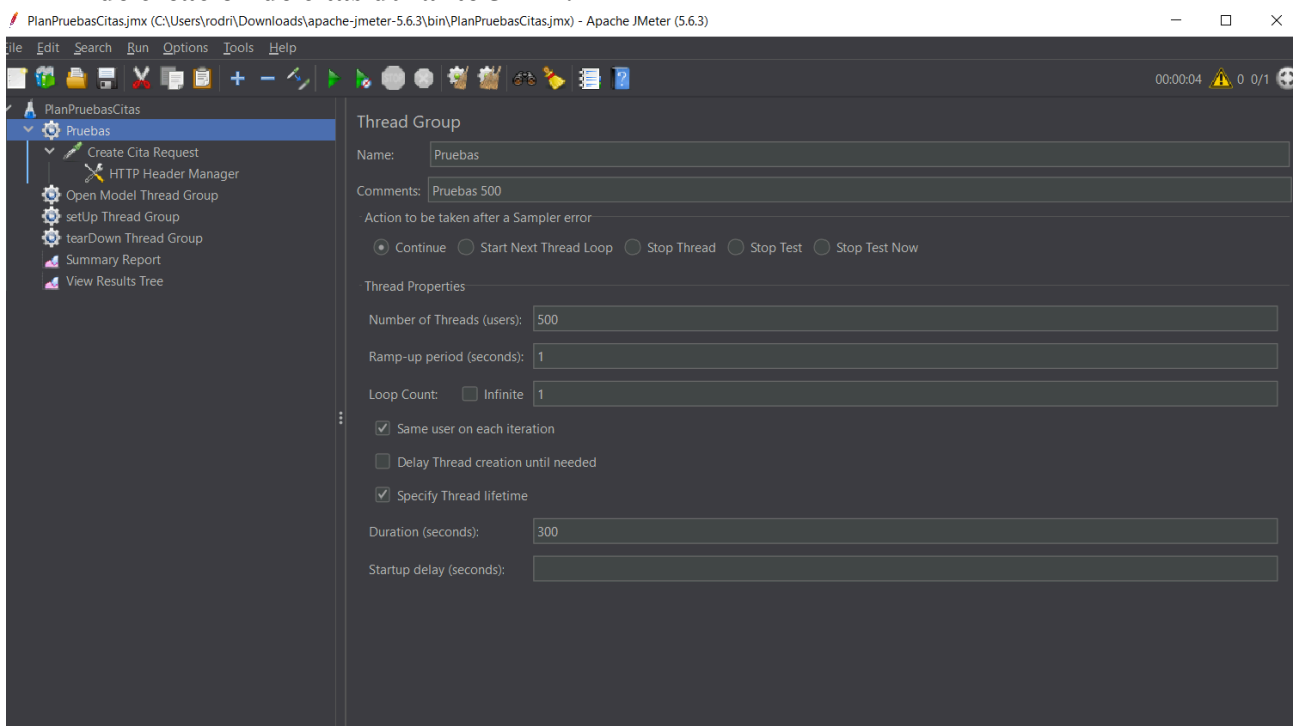 PlanPruebasCitas.jmx (C:\Users\rodri\Downloads\apache-jmeter-5.6.3\bin\PlanPruebasCitas.jmx) - Apache JMeter (5.6.3)
File Edit Search Run Options Tools Help
00:00:04 0 0/1
PlanPruebasCitas
Pruebas
Create Cita Request
HTTP Header Manager
Open Model Thread Group
setUp Thread Group
tearDown Thread Group
Summary Report
View Results Tree
Thread Group
Name: Pruebas
Comments: Pruebas 500
Action to be taken after a Sampler error
Continue Start Next Thread Loop Stop Thread Stop Test Stop Test Now
Thread Properties
Number of Threads (users): 500
Ramp-up period (seconds): 1
Loop Count: Infinite 1
Same user on each iteration
Delay Thread creation until needed
Specify Thread lifetime
Duration (seconds): 300
Startup delay (seconds):